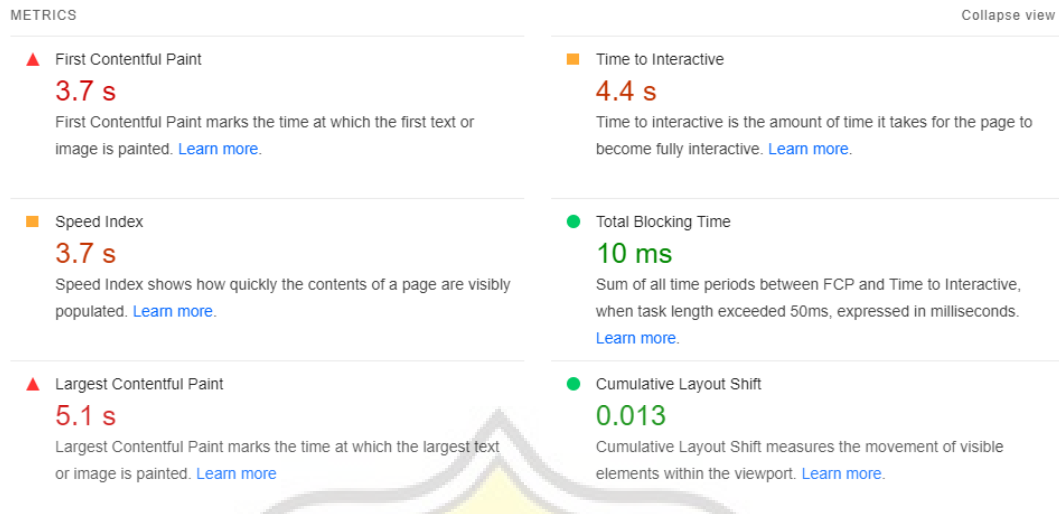 METRICS
Collapse view
First Contentful Paint
3.7 s
First Contentful Paint marks the time at which the first text or
image is painted. Learn more.
Time to Interactive
4.4 s
Time to interactive is the amount of time it takes for the page to
become fully interactive. Learn more.
Speed Index
3.7 s
Speed Index shows how quickly the contents of a page are visibly
populated. Learn more.
Total Blocking Time
10 ms
Sum of all time periods between FCP and Time to Interactive,
when task length exceeded 50ms, expressed in milliseconds.
Learn more.
Largest Contentful Paint
5.1 s
Largest Contentful Paint marks the time at which the largest text
or image is painted. Learn more
Cumulative Layout Shift
0.013
Cumulative Layout Shift measures the movement of visible
elements within the viewport. Learn more.